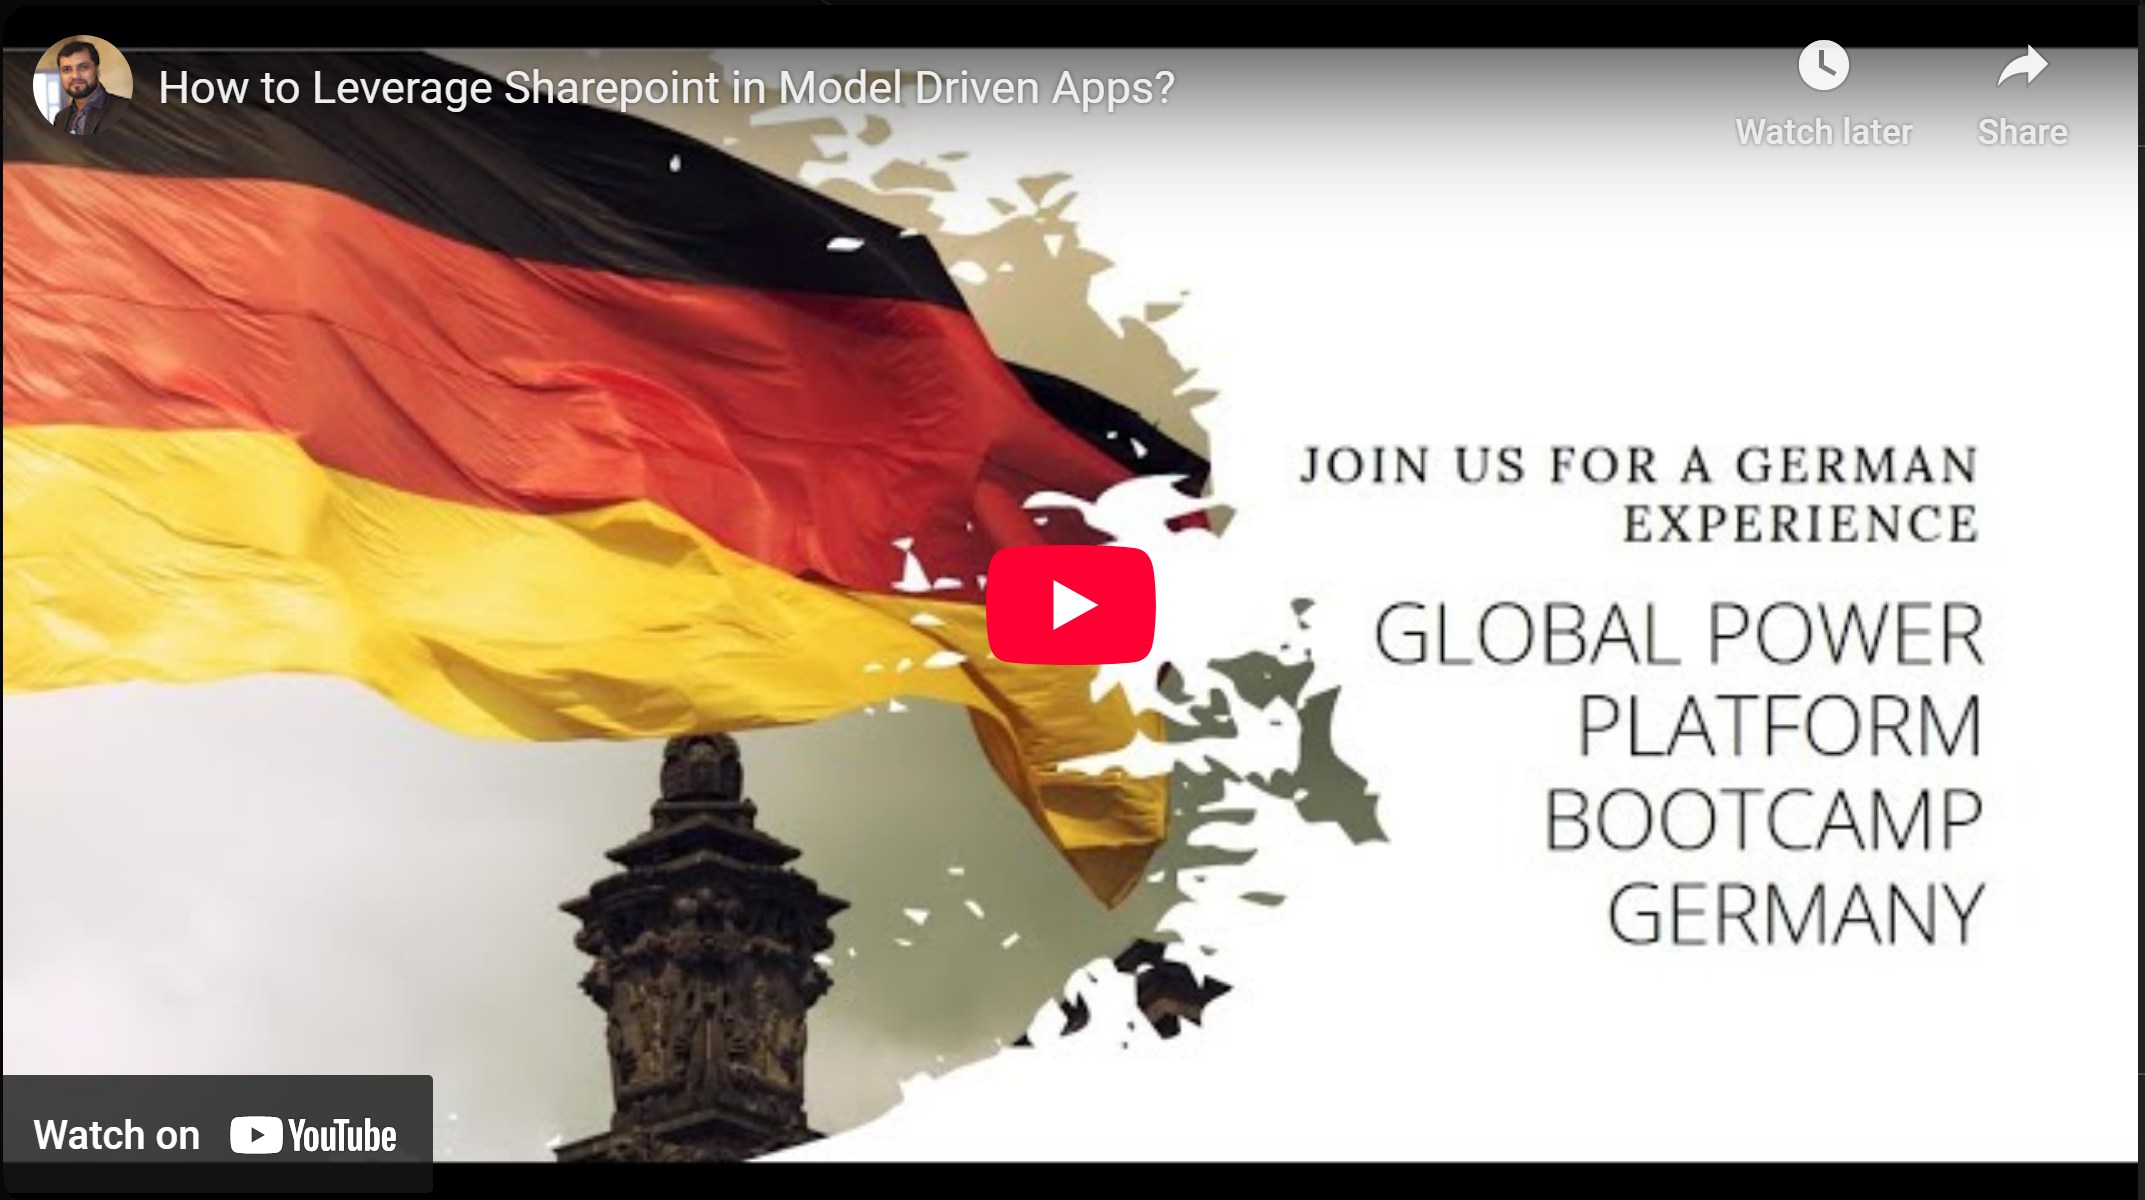 How to Leverage Sharepoint in Model Driven Apps?
Watch later
Share
JOIN US FOR A GERMAN
EXPERIENCE
GLOBAL POWER
PLATFORM
BOOTCAMP
GERMANY
Watch on YouTube